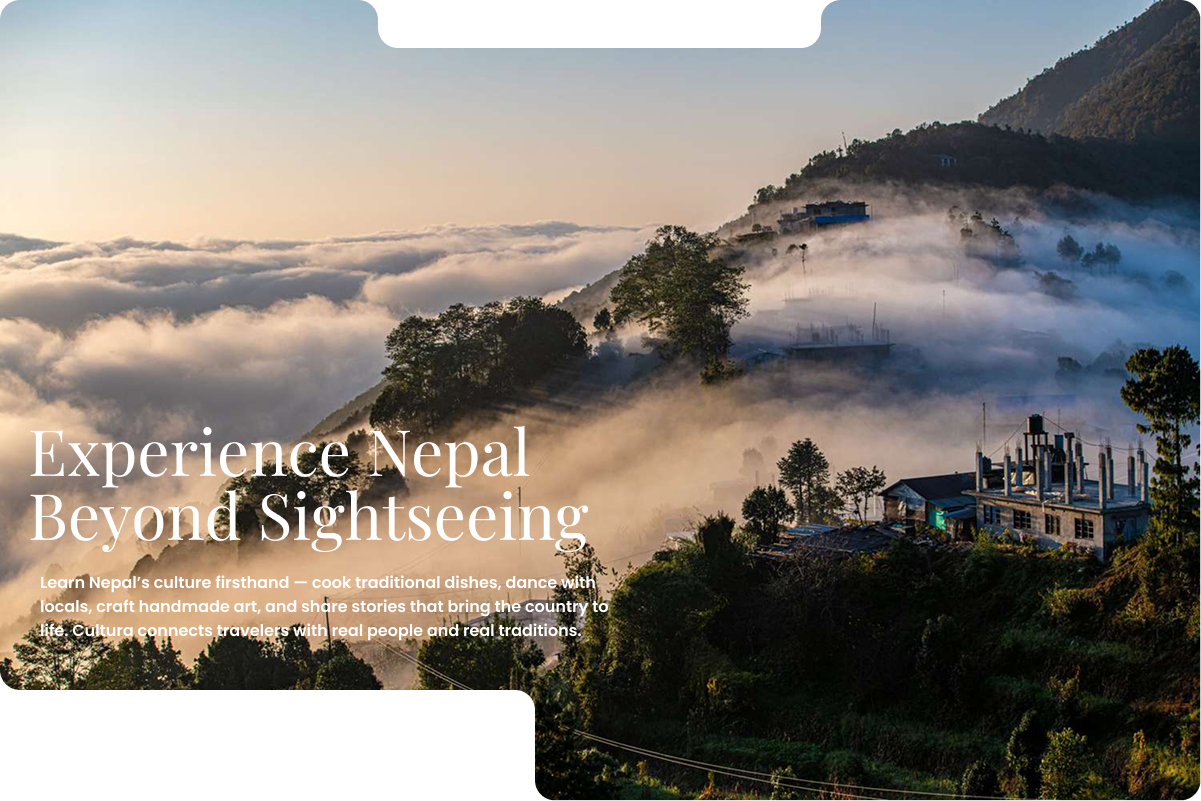 Experience Nepal
Beyond Sightseeing
Learn Nepal’s culture firsthand — cook traditional dishes, dance with
locals, craft handmade art, and share stories that bring the country to
life. Cultura connects travelers with real people and real traditions.